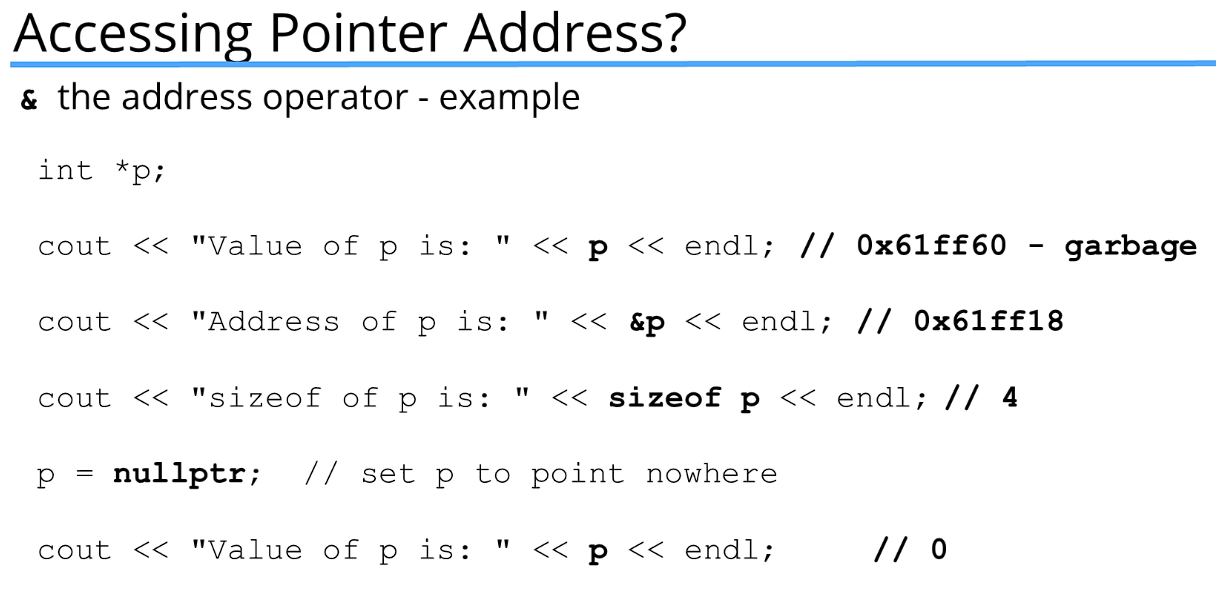 Accessing Pointer Address?
& the address operator - example
int *p;
cout << "Value of p is: " << p << endl; // 0x61ff60 - garbage
cout << "Address of p is: " << &p << endl; // 0x61ff18
cout << "sizeof of p is: " << sizeof p << endl; // 4
p = nullptr; // set p to point nowhere
cout << "Value of p is: " << p << endl; // 0